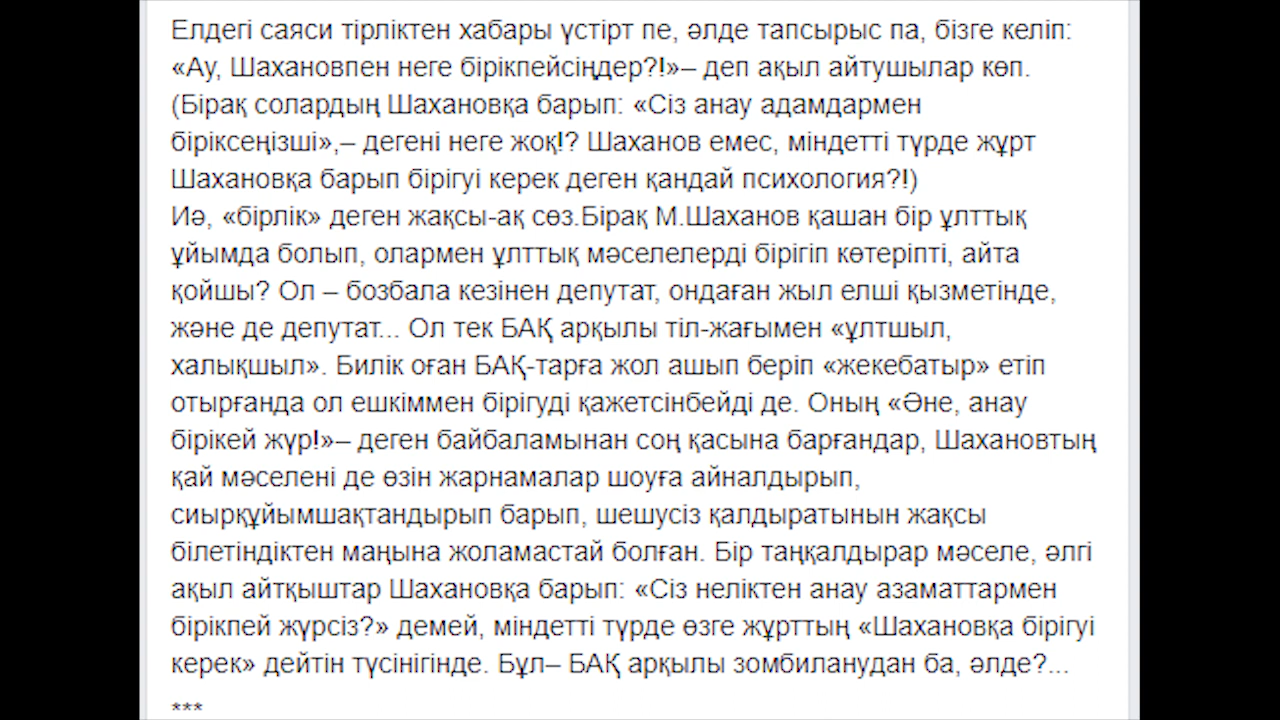 Елдегі саяси тірліктен хабары үстірт пе, әлде тапсырыс па, бізге келіп:
«Ау, Шахановпен неге бірікпейсіңдер?!»– деп ақыл айтушылар көп.
(Бірақ солардың Шахановқа барып: «Сіз анау адамдармен
біріксеңізші»,– дегені неге жоқ!? Шаханов емес, міндетті түрде жұрт
Шахановқа барып бірігуі керек деген қандай психология?!)
Иә, «бірлік» деген жақсы-ақ сөз.Бірақ М.Шаханов қашан бір ұлттық
ұйымда болып, олармен ұлттық мәселелерді бірігіп көтеріпті, айта
қойшы? Ол – бозбала кезінен депутат, ондаған жыл елші қызметінде,
және де депутат... Ол тек БАҚ арқылы тіл-жағымен «ұлтшыл,
халықшыл». Билік оған БАҚ-тарға жол ашып беріп «жекебатыр» етіп
отырғанда ол ешкіммен бірігуді қажетсінбейді де. Оның «Әне, анау
бірікей жүр!»– деген байбаламынан соң қасына барғандар, Шахановтың
қай мәселені де өзін жарнамалар шоуға айналдырып,
сиырқұйымшақтандырып барып, шешусіз қалдыратынын жақсы
білетіндіктен маңына жоламастай болған. Бір таңқалдырар мәселе, әлгі
ақыл айтқыштар Шахановқа барып: «Сіз неліктен анау азаматтармен
бірікпей жүрсіз?» демей, міндетті түрде өзге жұрттың «Шахановқа бірігуі
керек» дейтін түсінігінде. Бұл– БАҚ арқылы зомбиланудан ба, әлде?...
***